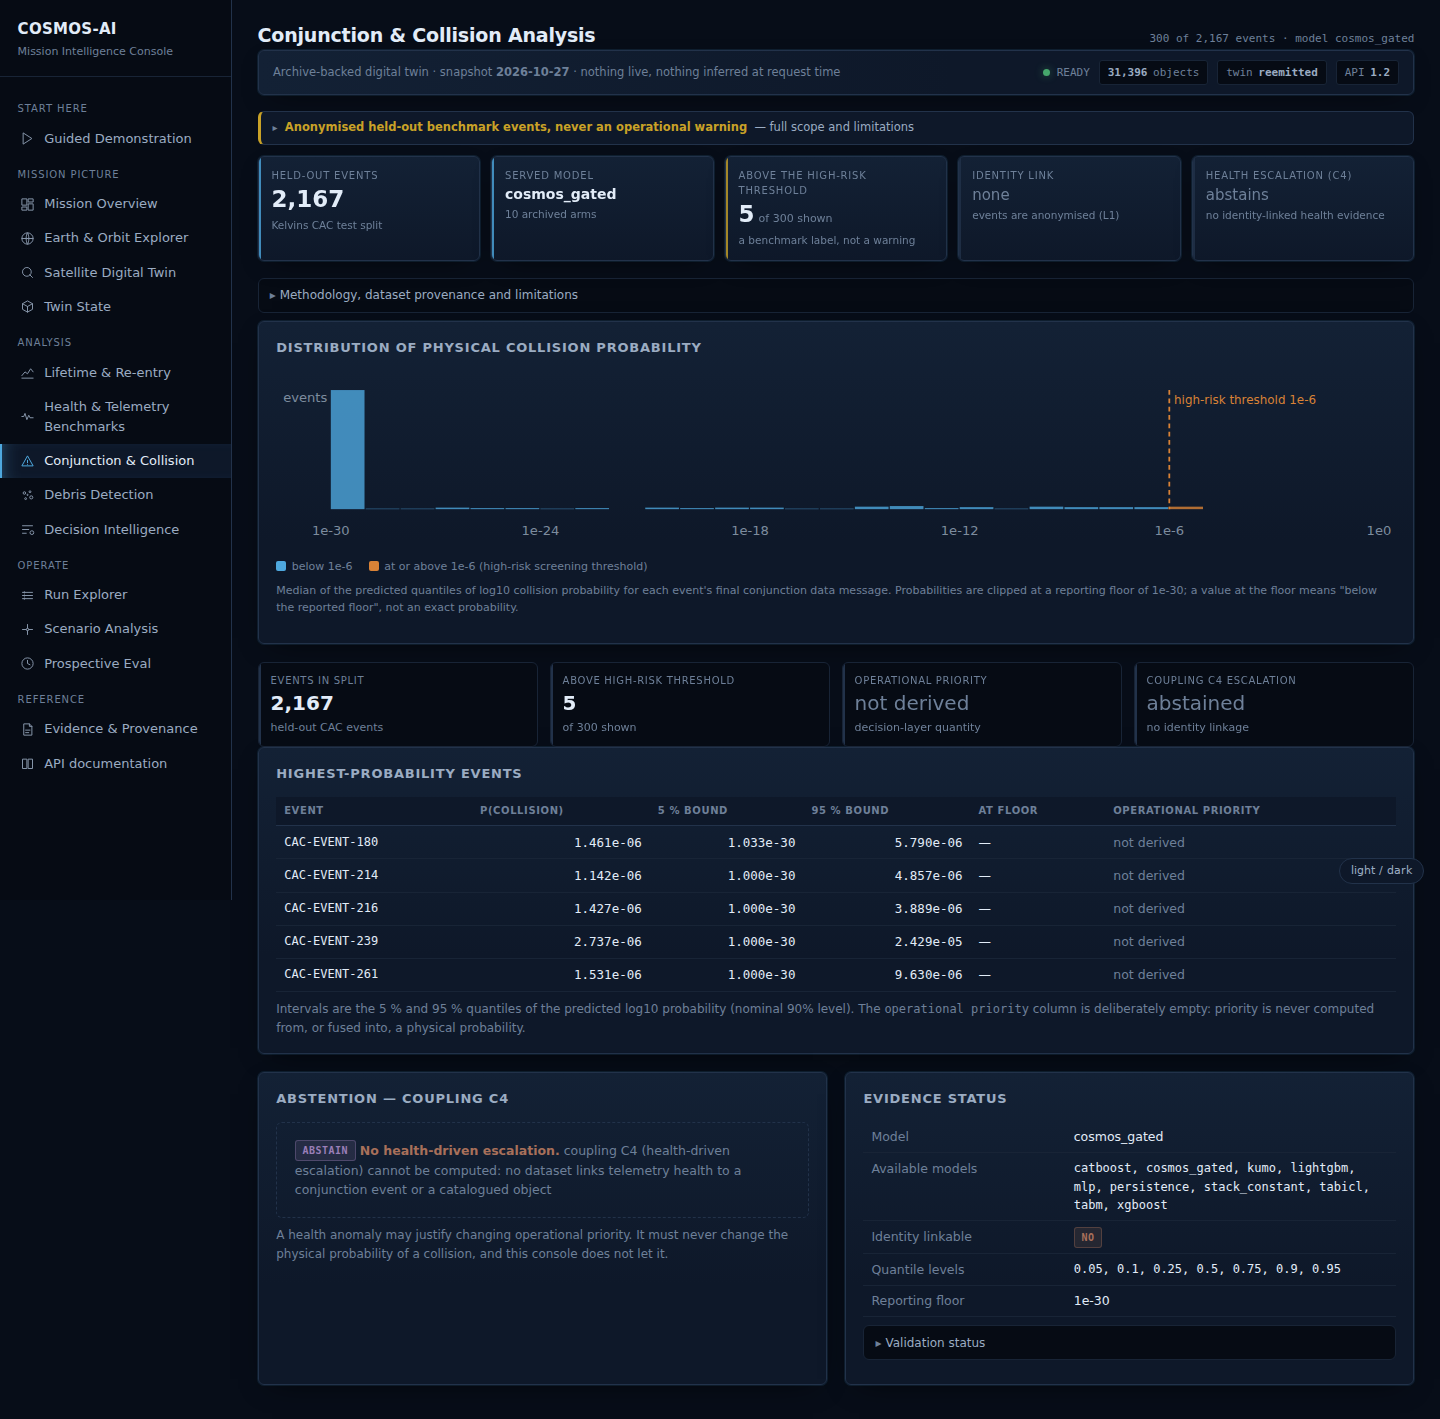 COSMOS-AI
Mission Intelligence Console
START HERE
Guided Demonstration
MISSION PICTURE
Mission Overview
Earth & Orbit Explorer
Satellite Digital Twin
Twin State
ANALYSIS
Lifetime & Re-entry
Health & Telemetry
Benchmarks
Conjunction & Collision
Debris Detection
Decision Intelligence
OPERATE
Run Explorer
Scenario Analysis
Prospective Eval
REFERENCE
Evidence & Provenance
API documentation
Conjunction & Collision Analysis
300 of 2,167 events · model cosmos_gated
Archive-backed digital twin · snapshot 2026-10-27 · nothing live, nothing inferred at request time
READY
31,396 objects
twin reemitted
API 1.2
▸ Anonymised held-out benchmark events, never an operational warning — full scope and limitations
HELD-OUT EVENTS
2,167
Kelvins CAC test split
SERVED MODEL
cosmos_gated
10 archived arms
ABOVE THE HIGH-RISK
THRESHOLD
5 of 300 shown
a benchmark label, not a warning
IDENTITY LINK
none
events are anonymised (L1)
HEALTH ESCALATION (C4)
abstains
no identity-linked health evidence
▸ Methodology, dataset provenance and limitations
DISTRIBUTION OF PHYSICAL COLLISION PROBABILITY
events
high-risk threshold 1e-6
1e-30 1e-24 1e-18 1e-12 1e-6 1e0
below 1e-6 at or above 1e-6 (high-risk screening threshold)
Median of the predicted quantiles of log10 collision probability for each event's final conjunction data message. Probabilities are clipped at a reporting floor of 1e-30; a value at the floor means "below
the reported floor", not an exact probability.
EVENTS IN SPLIT
2,167
held-out CAC events
ABOVE HIGH-RISK THRESHOLD
5
of 300 shown
OPERATIONAL PRIORITY
not derived
decision-layer quantity
COUPLING C4 ESCALATION
abstained
no identity linkage
HIGHEST-PROBABILITY EVENTS
EVENT P(COLLISION) 5 % BOUND 95 % BOUND AT FLOOR OPERATIONAL PRIORITY
CAC-EVENT-180 1.461e-06 1.033e-30 5.790e-06 — not derived
CAC-EVENT-214 1.142e-06 1.000e-30 4.857e-06 — not derived
light / dark
CAC-EVENT-216 1.427e-06 1.000e-30 3.889e-06 — not derived
CAC-EVENT-239 2.737e-06 1.000e-30 2.429e-05 — not derived
CAC-EVENT-261 1.531e-06 1.000e-30 9.630e-06 — not derived
Intervals are the 5 % and 95 % quantiles of the predicted log10 probability (nominal 90% level). The operational priority column is deliberately empty: priority is never computed
from, or fused into, a physical probability.
ABSTENTION — COUPLING C4
ABSTAIN No health-driven escalation. coupling C4 (health-driven
escalation) cannot be computed: no dataset links telemetry health to a
conjunction event or a catalogued object
A health anomaly may justify changing operational priority. It must never change the
physical probability of a collision, and this console does not let it.
EVIDENCE STATUS
Model cosmos_gated
Available models catboost, cosmos_gated, kumo, lightgbm,
mlp, persistence, stack_constant, tabicl,
tabm, xgboost
Identity linkable NO
Quantile levels 0.05, 0.1, 0.25, 0.5, 0.75, 0.9, 0.95
Reporting floor 1e-30
▸ Validation status